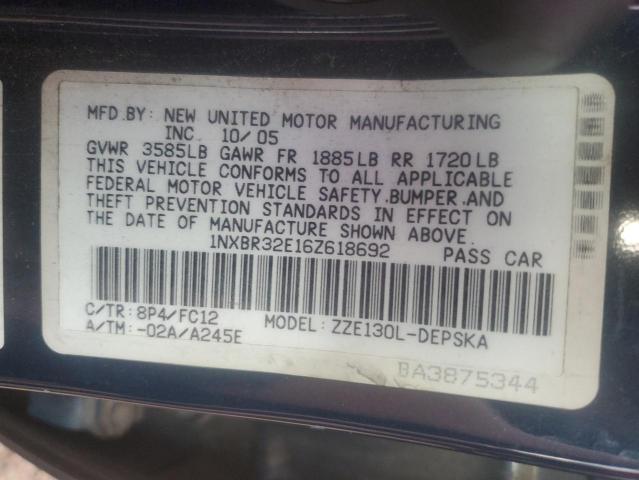 MFD.BY: NEW UNITED MOTOR MANUFACTURING
INC 10/05
GVWR 3585LB GAWR FR 1885LB RR 1720LB
THIS VEHICLE CONFORMS TO ALL APPLICABLE
FEDERAL MOTOR VEHICLE SAFETY.BUMPER.AND
THEFT PREVENTION STANDARDS IN EFFECT ON
THE DATE OF MANUFACTURE SHOWN ABOVE.
1NXBR32E16Z618692 PASS CAR
C/TR: 8P4/FC12
A/TM: -02A/A245E MODEL: ZZE130L-DEPSKA
BA3875344